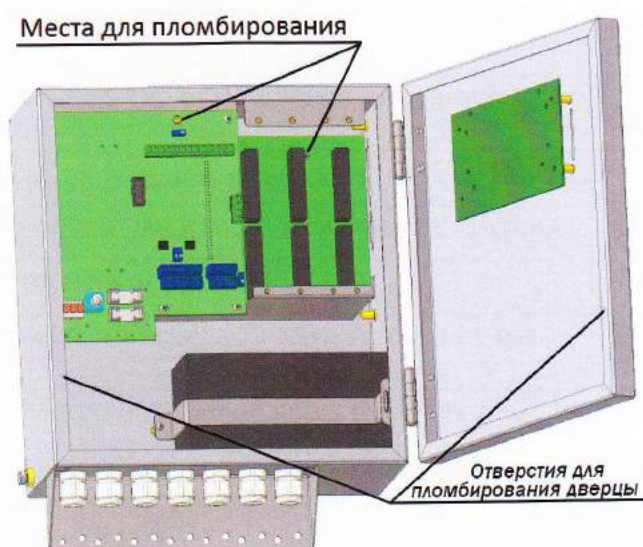 Места для пломбирования
Отверстия для
пломбирования дверцы